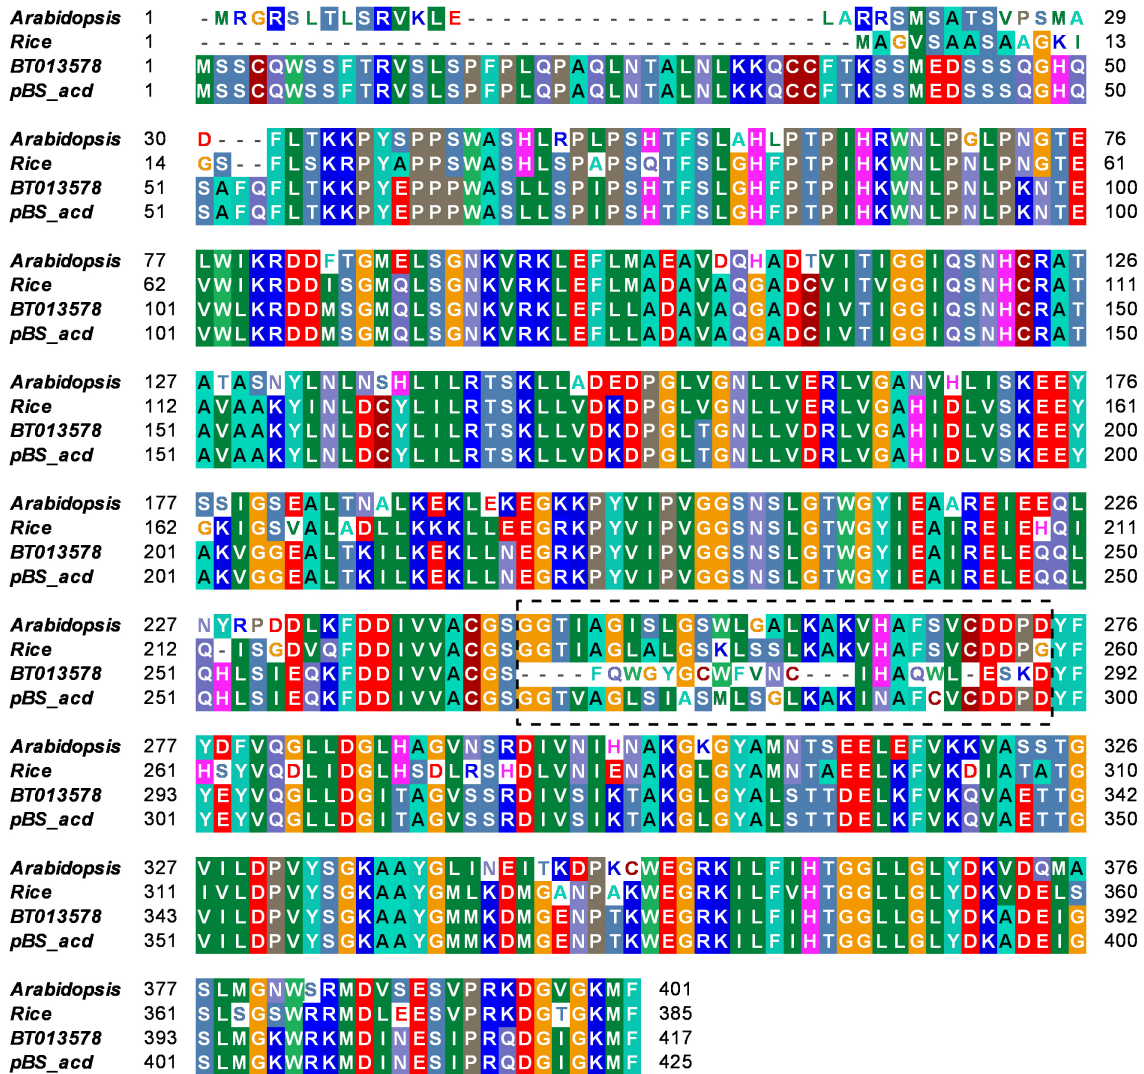 Arabidopsis 1 -MRGRSLTLSRVKLE--------------------LARRSMSATSVPSMA 29
Rice 1 -------------------------------------MAGVSAASAAGKI 13
BT013578 1 MSSCQWSSFTRVSLSPFPLQPAQLNTALNLKKQCCFTKSSMEDSSSQGHQ 50
pBS_acd 1 MSSCQWSSFTRVSLSPFPLQPAQLNTALNLKKQCCFTKSSMEDSSSQGHQ 50
Arabidopsis 30 D---FLTKKPYSPPSWASHLRPLPSHTFSLAHLPTPIHRWNLPGLPNGTE 76
Rice 14 GS--FLSKRPYAPPSWASHLSPAPSQTFSLGHFPTPIHKWNLPNLPNGTE 61
BT013578 51 SAFQFLTKKPYEPPPWASLLSPIPSHTFSLGHFPTPIHKWNLPNLPKNTE 100
pBS_acd 51 SAFQFLTKKPYEPPPWASLLSPIPSHTFSLGHFPTPIHKWNLPNLPKNTE 100
Arabidopsis 77 LWIKRDDFTGMELSGNKVRKLEFLMAEAVDQHADTVITIGGIQSNHCRAT 126
Rice 62 VWIKRDDISGMQLSGNKVRKLEFLMADAVAQGADCVITVGGIQSNHCRAT 111
BT013578 101 VWLKRDDMSGMQLSGNKVRKLEFLMADAVAQGADCIVTIGGIQSNHCRAT 150
pBS_acd 101 VWLKRDDMSGMQLSGNKVRKLEFLLADAVAQGADCIVTIGGIQSNHCRAT 150
Arabidopsis 127 ATASNYLNLNSHLILRTSKLLADEDPGLVGNLLVERLVGANVHLISKEEY 176
Rice 112 AVAAKYINLDCYLILRTSKLLVDKDPGLVGNLLVERLVGAHIDLVSKEEY 161
BT013578 151 AVAAKYLNLDCYLILRTSKLLVDKDPGLTGNLLVDRLVGAHIDLVSKEEY 200
pBS_acd 151 AVAAKYLNLDCYLILRTSKLLVDKDPGLTGNLLVDRLVGAHIDLVSKEEY 200
Arabidopsis 177 SSIGSEALTNALKEKLEKEGKKPYVIPVGGSNSLGTWGYIEAAREIEEQL 226
Rice 162 GKIGSVALADLLKKKLLEEGRKPYVIPVGGSNSLGTWGYIEAIREIEHQI 211
BT013578 201 AKVGGEALTKILKEKLLNEGRKPYVIPVGGSNSLGTWGYIEAIRELEQQL 250
pBS_acd 201 AKVGGEALTKILKEKLLNEGRKPYVIPVGGSNSLGTWGYIEAIRELEQQL 250
Arabidopsis 227 NYRPDDLKFDDIVVACGSGGTIAGISLGSWLGALKAKVHAFSVCDDPDYF 276
Rice 212 Q-ISGDVQFDDIVVACGSGGTIAGLALGSKLSSLKAKVHAFSVCDDPGYF 260
BT013578 251 QHLSIEQKFDDIVVACGS----FQWGYGCWFVNC---IHAQWL-ESKDYF 292
pBS_acd 251 QHLSIEQKFDDIVVACGSGGTVAGLSIASMLSGLKAKINAFCVCDDPDYF 300
Arabidopsis 277 YDFVQGLLDGLHAGVNSRDIVNIHNAKGKGYAMNTSEELEFVKKVASSTG 326
Rice 261 HSYVQDLIDGLHSDLRSHDLVNIENAKGLGYAMNTAEELKFVKDIATATG 310
BT013578 293 YEYVQGLLDGITAGVSSRDIVSIKTAKGLGYALSTTDELKFVKQVAETTG 342
pBS_acd 301 YEYVQGLLDGITAGVSSRDIVSIKTAKGLGYALSTTDELKFVKQVAETTG 350
Arabidopsis 327 VILDPVYSGKAAYGLINEITKDPKCWEGRKILFIHTGGLLGLYDKVDQMA 376
Rice 311 IVLDPVYSGKAAYGMLKDMGANPAKWEGRKILFVHTGGLLGLYDKVDELS 360
BT013578 343 VILDPVYSGKAAYGMMKDMGENPTKWEGRKILFIHTGGLLGLYDKADEIG 392
pBS_acd 351 VILDPVYSGKAAYGMMKDMGENPTKWEGRKILFIHTGGLLGLYDKADEIG 400
Arabidopsis 377 SLMGNWSRMDVSESVPRKDGVGKMF 401
Rice 361 SLSGSWRRMDLEESVPRKDGTGKMF 385
BT013578 393 SLMGKWRKMDINESIPRQDGIGKMF 417
pBS_acd 401 SLMGKWRKMDINESIPRQDGIGKMF 425